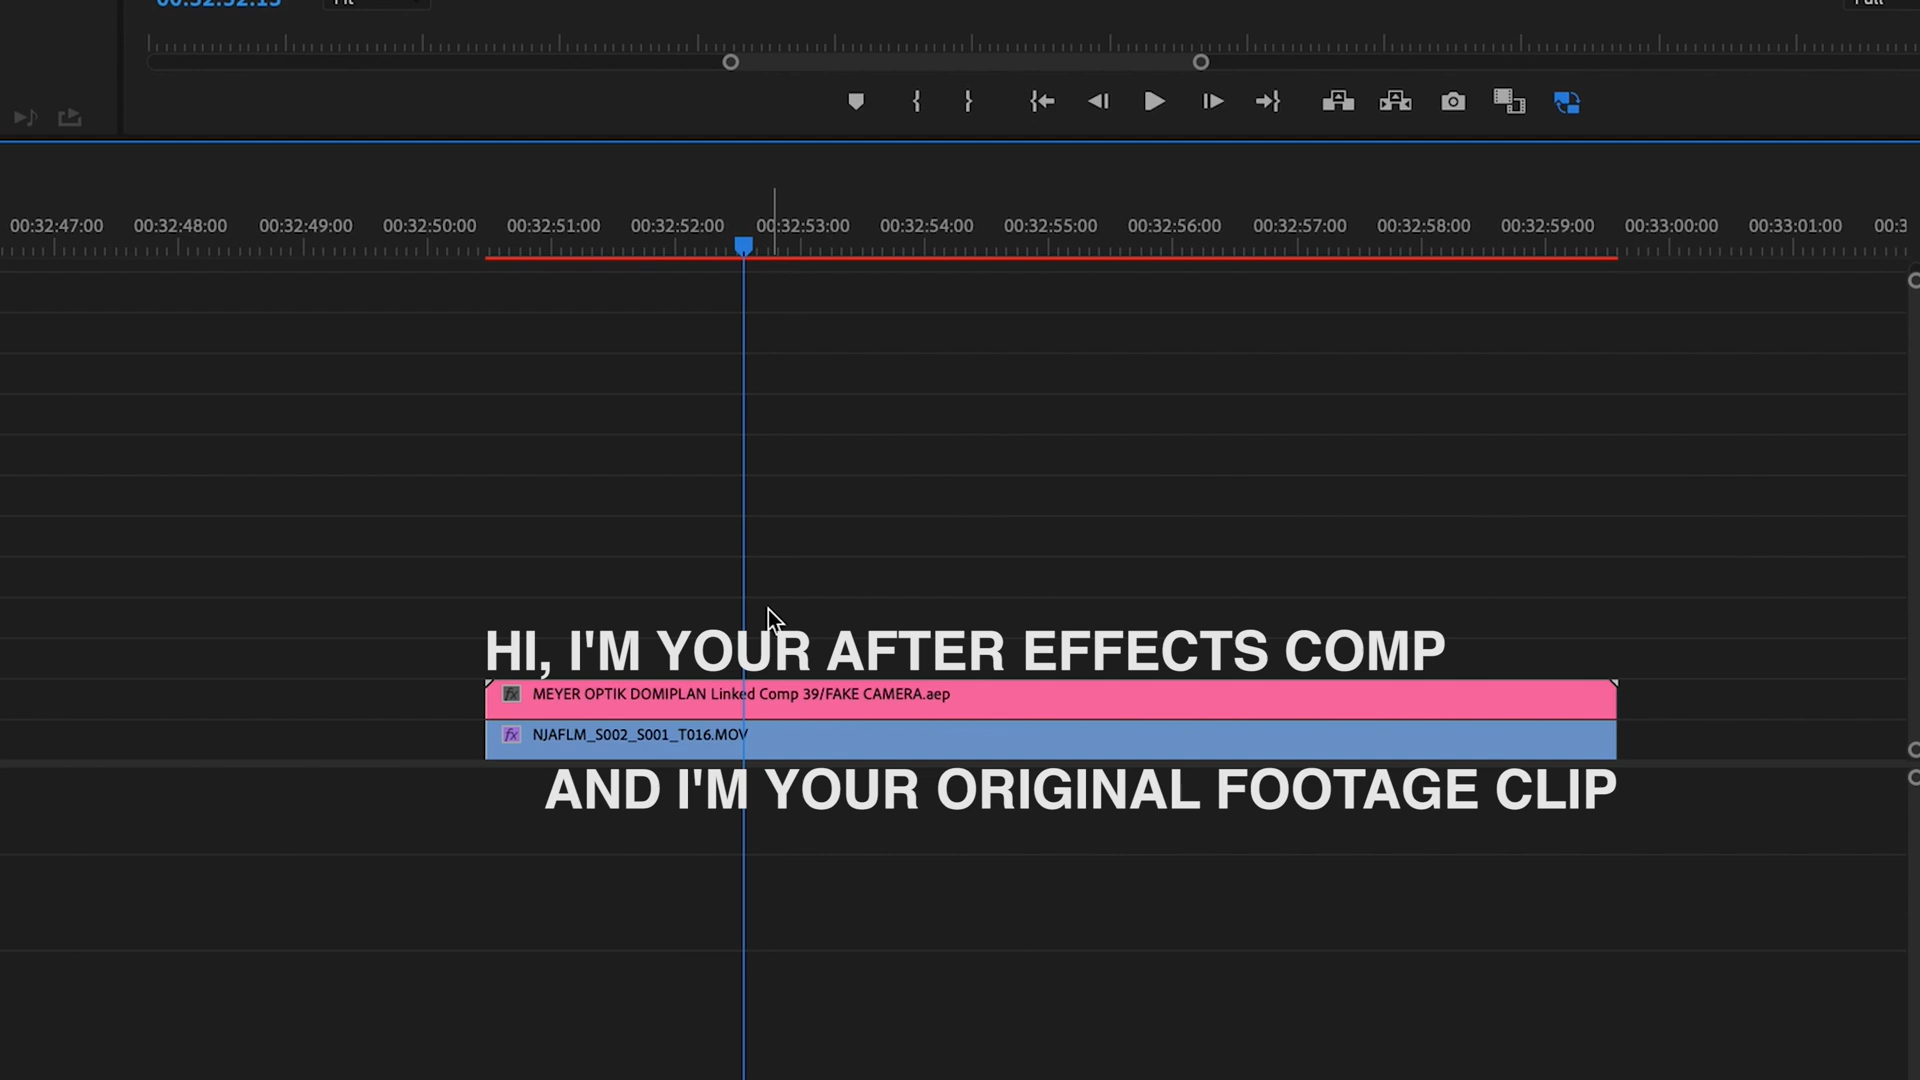 00:32:47:00 00:32:48:00 00:32:49:00 00:32:50:00 00:32:51:00 00:32:52:00 00:32:53:00 00:32:54:00 00:32:55:00 00:32:56:00 00:32:57:00 00:32:58:00 00:32:59:00 00:33:00:00 00:33:01:00 00:3
HI, I'M YOUR AFTER EFFECTS COMP
fx MEYER OPTIK DOMIPLAN Linked Comp 39/FAKE CAMERA.aep
fx NJAFLM_S002_S001_T016.MOV
AND I'M YOUR ORIGINAL FOOTAGE CLIP